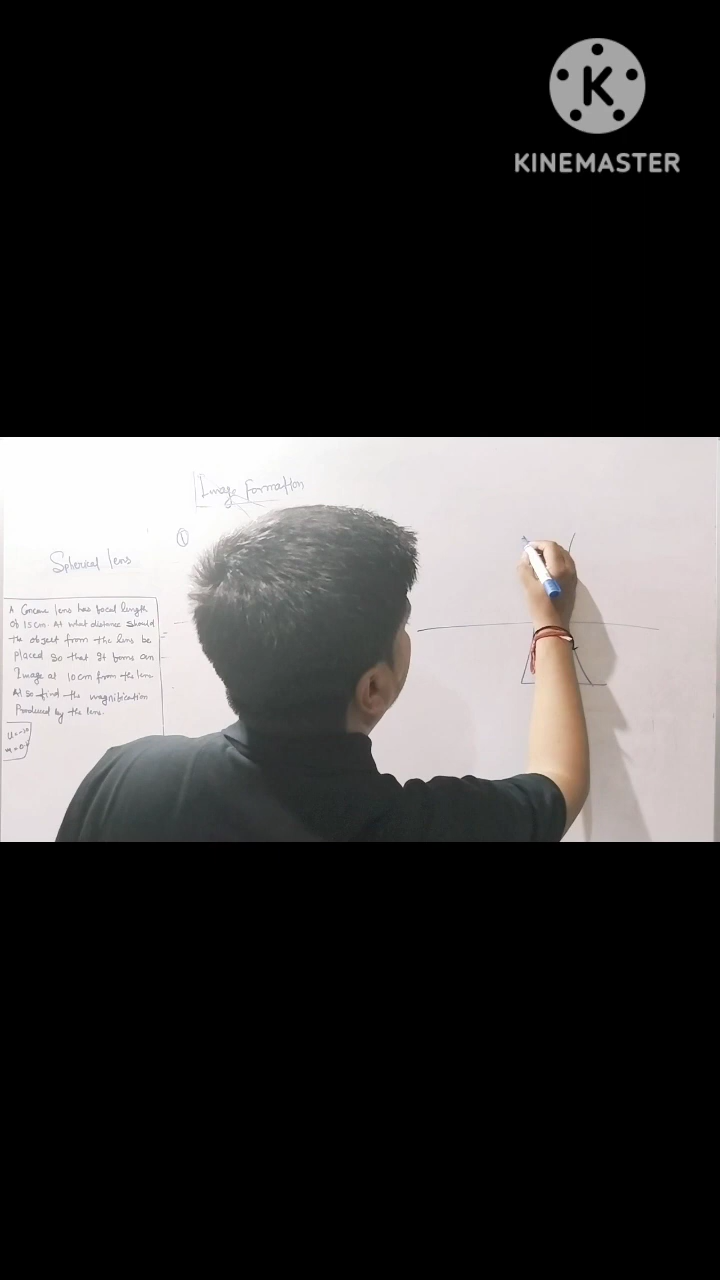 KINEMASTER
Image Formation
1
Spherical lens
A Concave lens has focal length
of 15cm. At what distance should
the object from the lens be
placed so that It forms an
Image at 10cm from the lens
Also find the magnification
Produced by the lens.